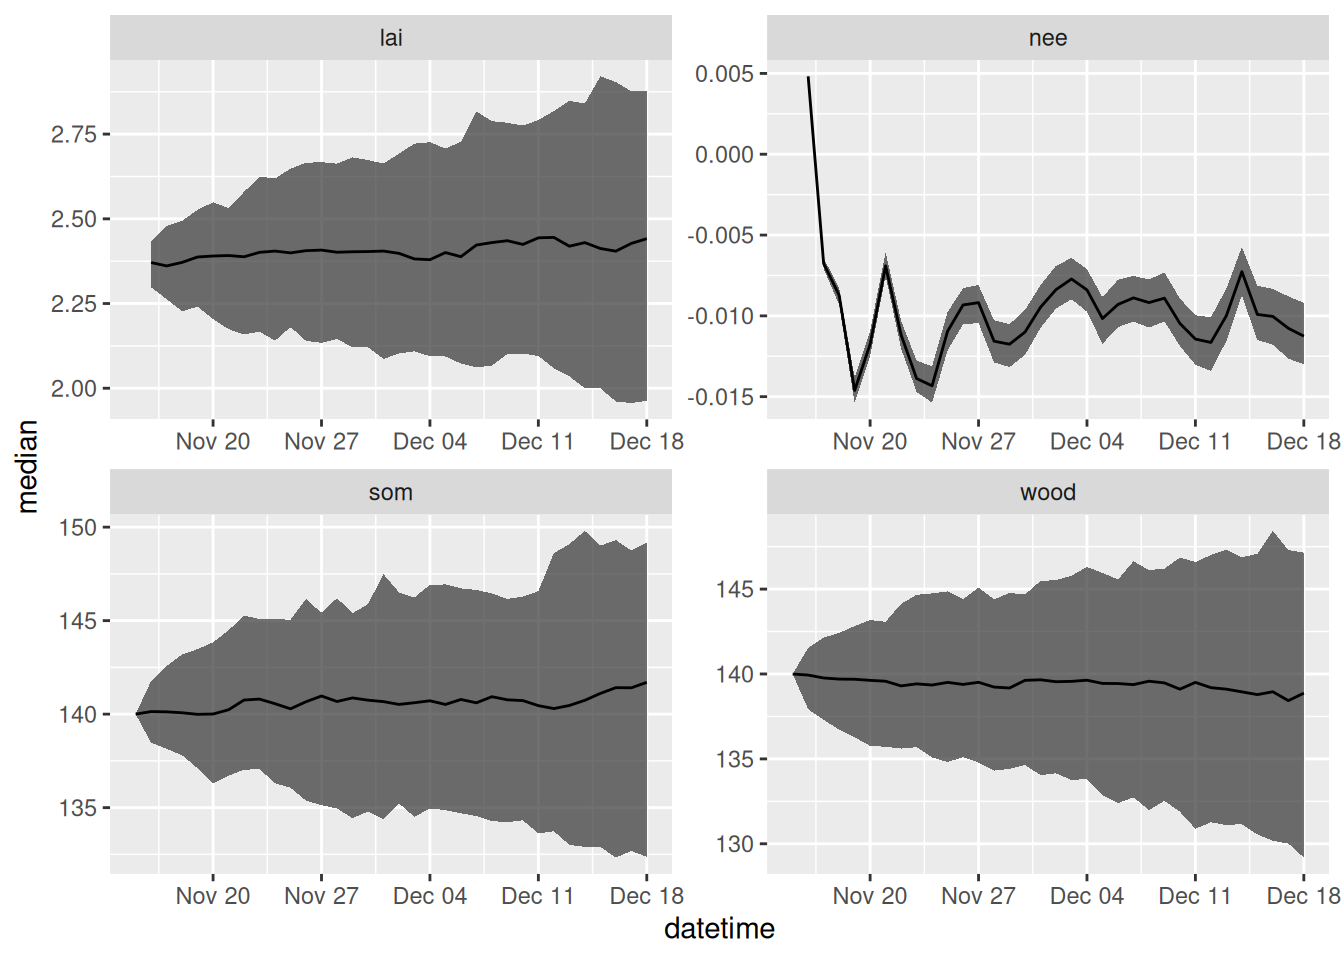 lai
nee
2.75
2.50
2.25
2.00
0.005
0.000
-0.005
-0.010
-0.015
Nov 20 Nov 27 Dec 04 Dec 11 Dec 18
Nov 20 Nov 27 Dec 04 Dec 11 Dec 18
median
som
wood
150
145
140
135
145
140
135
130
Nov 20 Nov 27 Dec 04 Dec 11 Dec 18
Nov 20 Nov 27 Dec 04 Dec 11 Dec 18
datetime